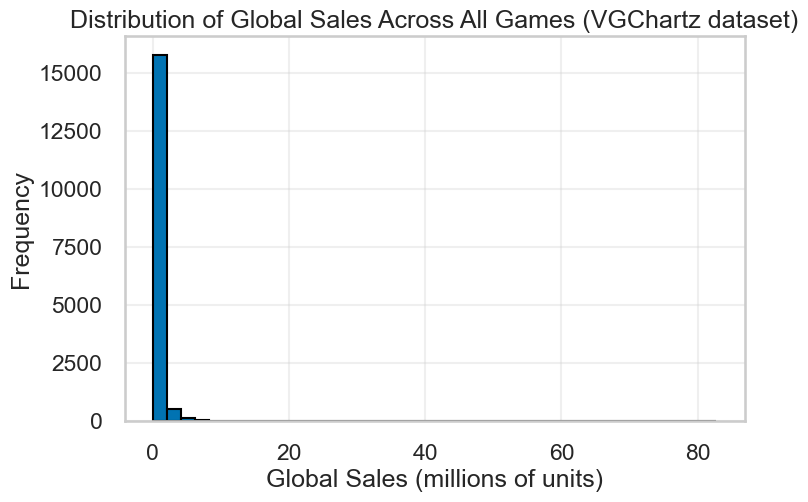 Distribution of Global Sales Across All Games (VGChartz dataset)
Frequency
15000
12500
10000
7500
5000
2500
0
0 20 40 60 80
Global Sales (millions of units)